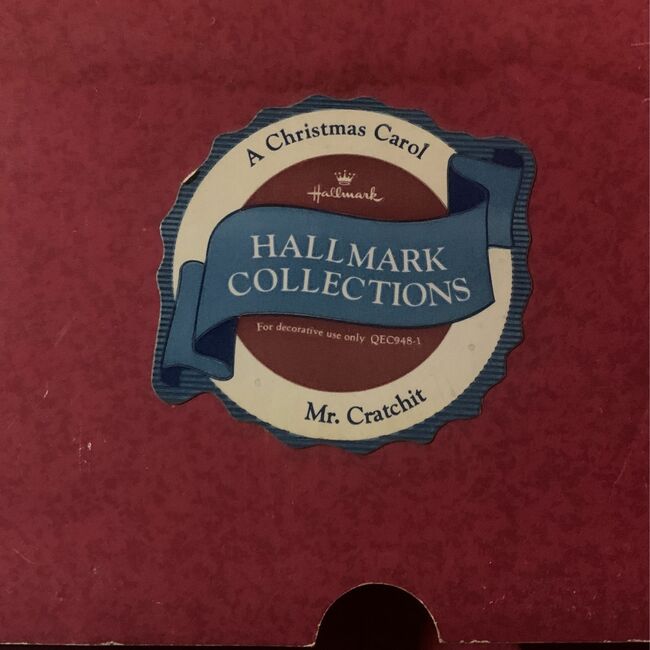 A Christmas Carol
Hallmark
HALLMARK
COLLECTIONS
For decorative use only QEC948-1
Mr. Cratchit